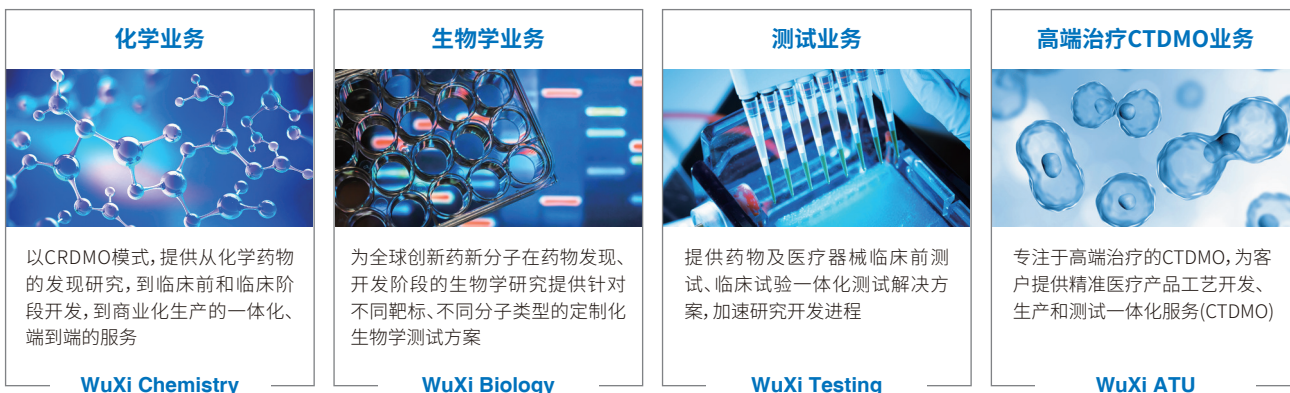 化学业务
以CRDMO模式，提供从化学药物
的发现研究，到临床前和临床阶
段开发，到商业化生产的一体化、
端到端的服务
WuXi Chemistry
生物学业务
为全球创新药新分子在药物发现、
开发阶段的生物学研究提供针对
不同靶标、不同分子类型的定制化
生物学测试方案
WuXi Biology
测试业务
提供药物及医疗器械临床前测
试、临床试验一体化测试解决方
案，加速研究开发进程
WuXi Testing
高端治疗CTDMO业务
专注于高端治疗的CTDMO，为客
户提供精准医疗产品工艺开发、
生产和测试一体化服务(CTDMO)
WuXi ATU